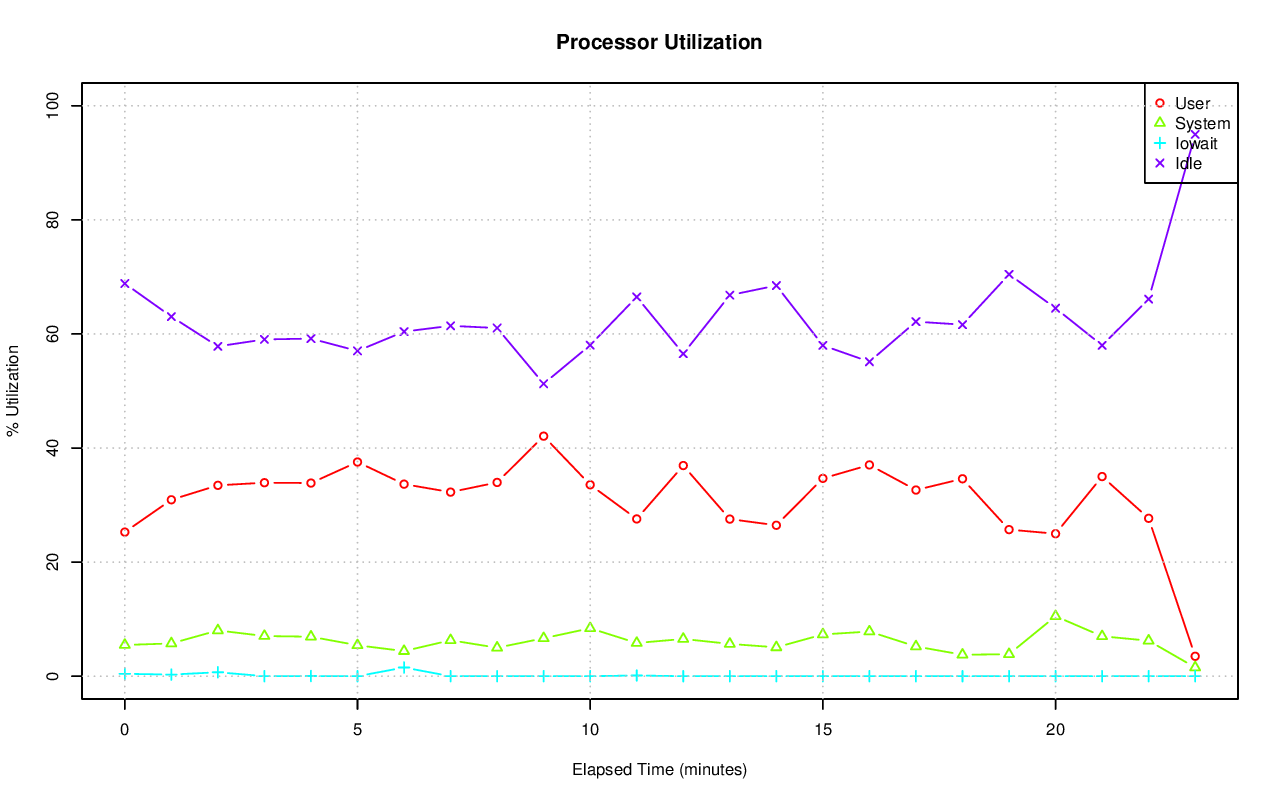 Processor Utilization
User
System
Iowait
Idle
% Utilization
100
80
60
40
20
0
0 5 10 15 20
Elapsed Time (minutes)